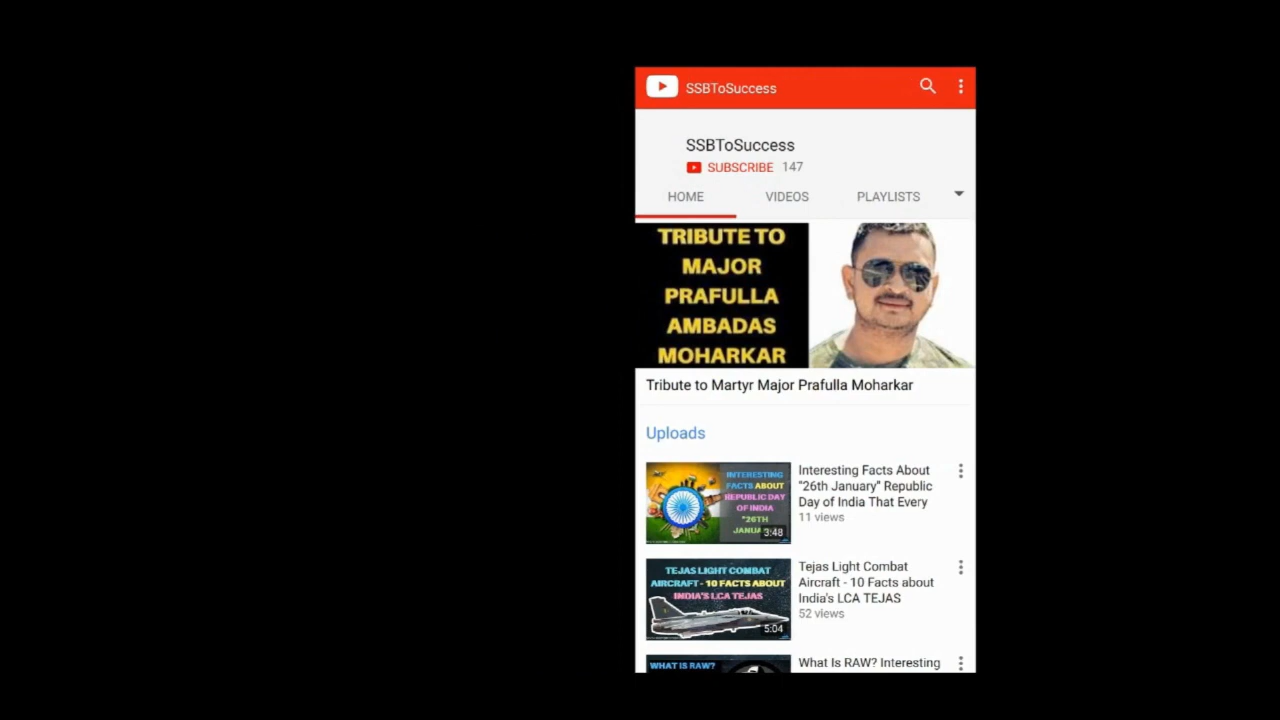 SSBToSuccess
SSBToSuccess
SUBSCRIBE 147
HOME VIDEOS PLAYLISTS
TRIBUTE TO
MAJOR
PRAFULLA
AMBADAS
MOHARKAR
Tribute to Martyr Major Prafulla Moharkar
Uploads
INTERESTING
FACTS ABOUT
REPUBLIC DAY
OF INDIA
"26TH
3:48
Interesting Facts About
"26th January" Republic
Day of India That Every
11 views
TEJAS LIGHT COMBAT
AIRCRAFT - 10 FACTS ABOUT
INDIA'S LCA TEJAS
5:04
Tejas Light Combat
Aircraft - 10 Facts about
India's LCA TEJAS
52 views
WHAT IS RAW?
What Is RAW? Interesting